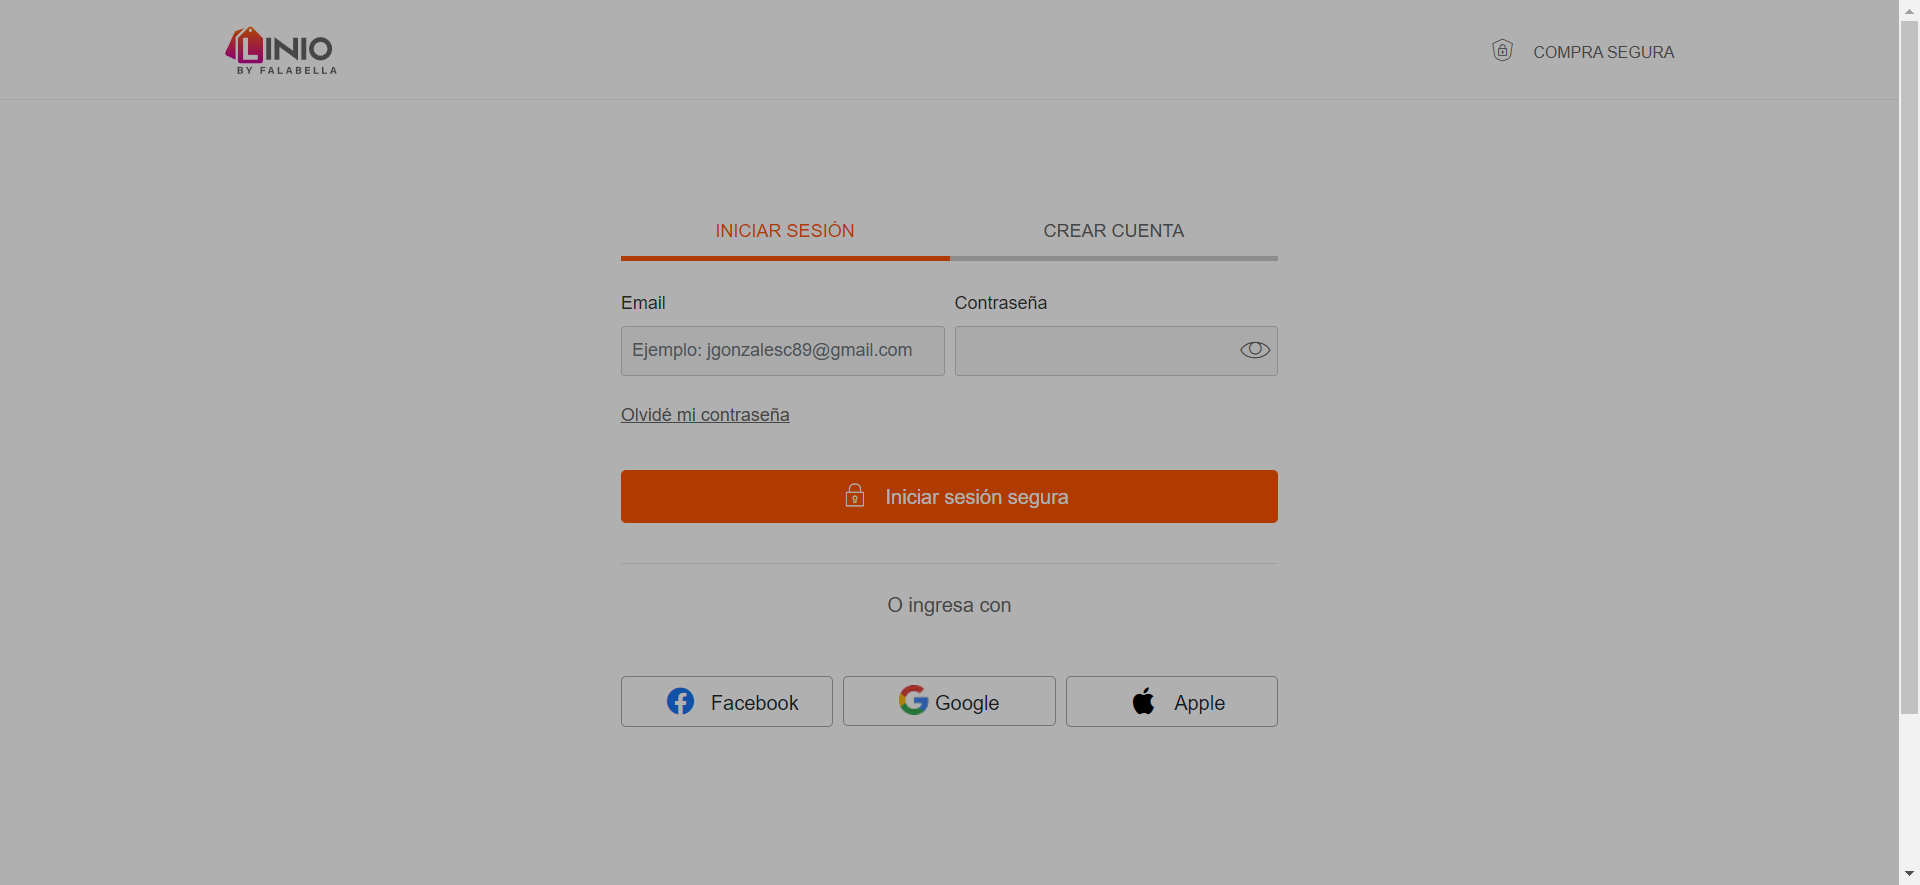 LINIO
BY FALABELLA
COMPRA SEGURA
INICIAR SESIÓN
CREAR CUENTA
Email
Contraseña
Ejemplo: jgonzalesc89@gmail.com
Olvidé mi contraseña
Iniciar sesión segura
O ingresa con
Facebook
Google
Apple